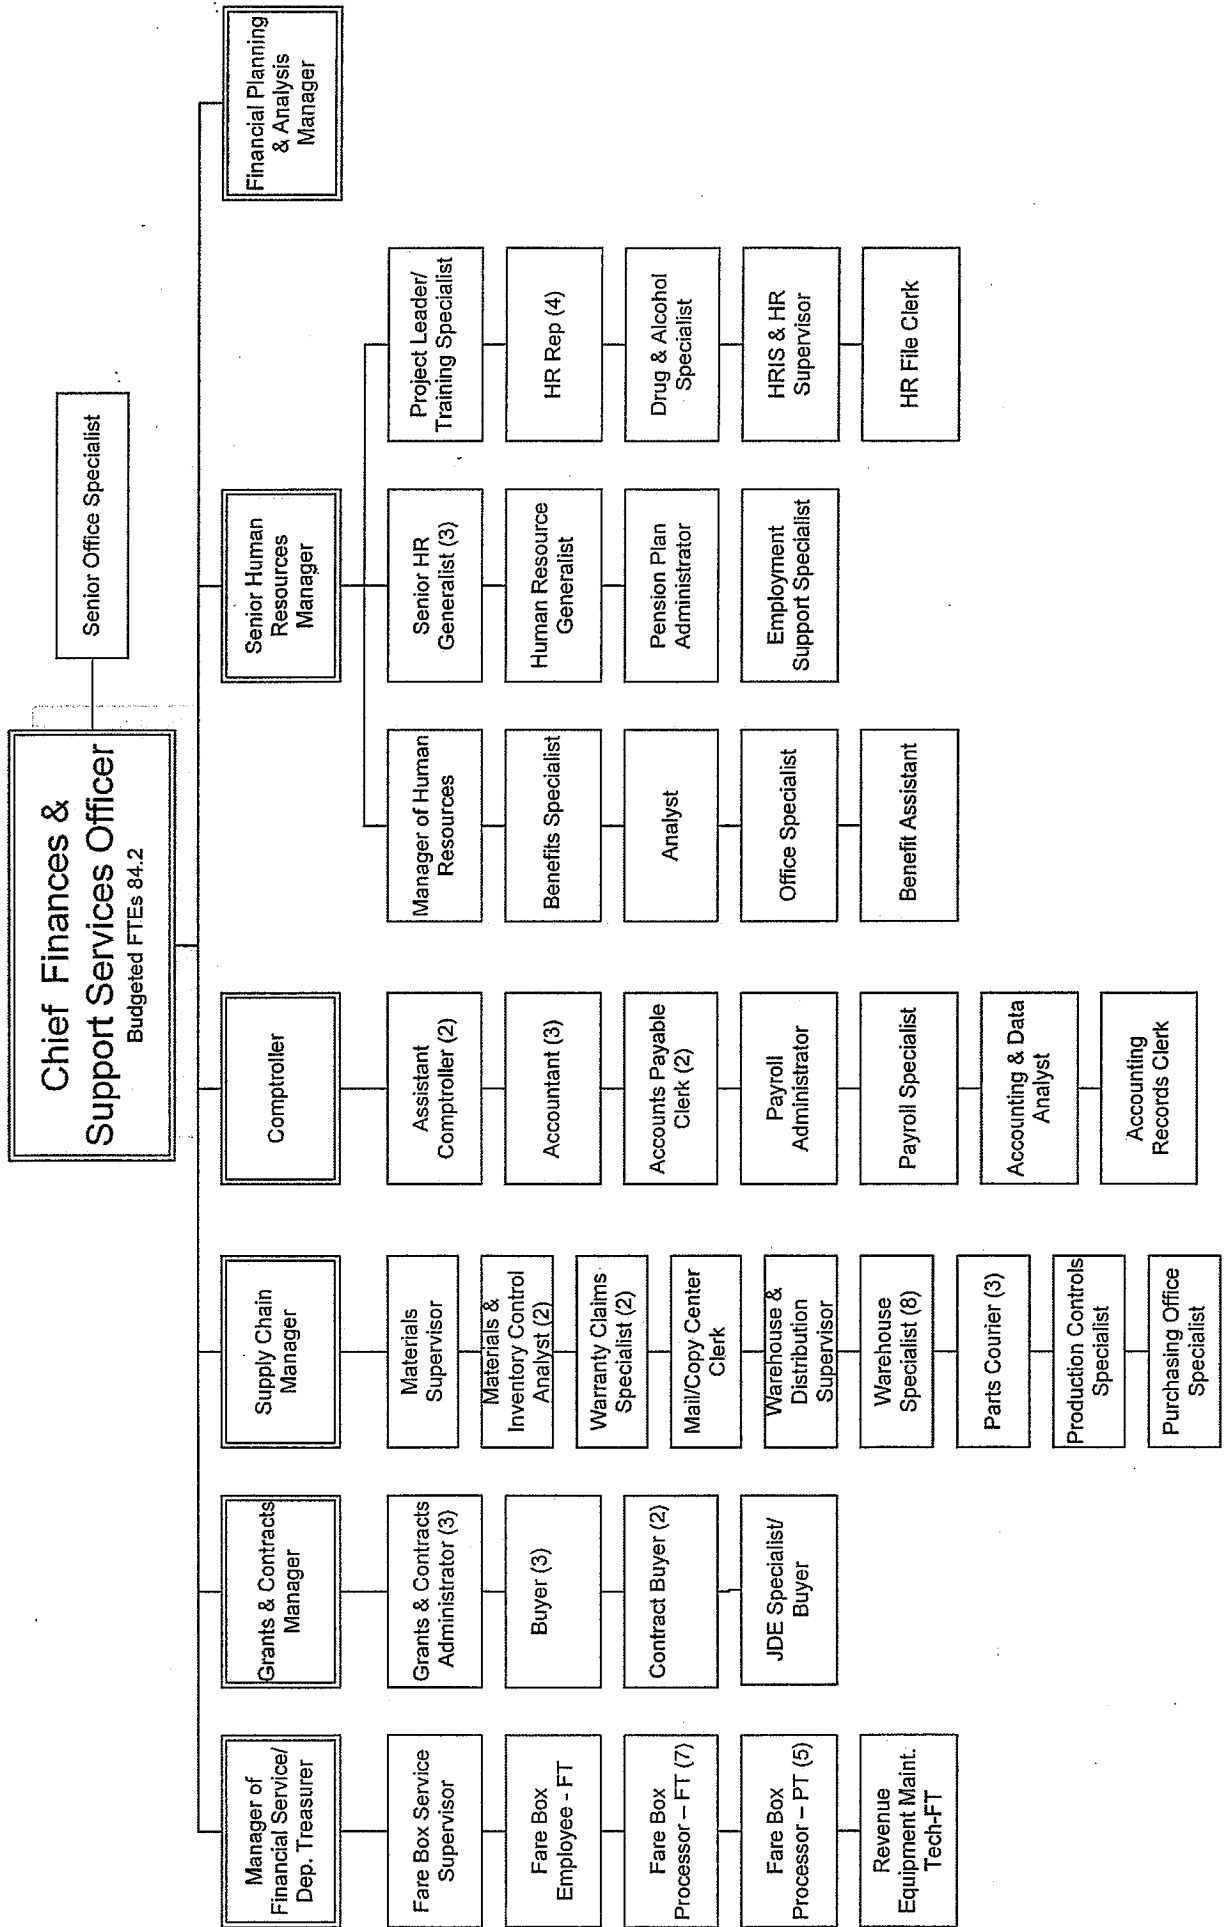 Chief Finances &
Support Services Officer
Budgeted FTEs 84.2
Senior Office Specialist
Manager of
Financial Service/
Dep. Treasurer
Fare Box Service
Supervisor
Fare Box
Employee - FT
Fare Box
Processor – FT (7)
Fare Box
Processor – PT (5)
Revenue
Equipment Maint.
Tech-FT
Grants & Contracts
Manager
Grants & Contracts
Administrator (3)
Buyer (3)
Contract Buyer (2)
JDE Specialist/
Buyer
Supply Chain
Manager
Materials
Supervisor
Materials &
Inventory Control
Analyst (2)
Warranty Claims
Specialist (2)
Mail/Copy Center
Clerk
Warehouse &
Distribution
Supervisor
Warehouse
Specialist (8)
Parts Courier (3)
Production Controls
Specialist
Purchasing Office
Specialist
Comptroller
Assistant
Comptroller (2)
Accountant (3)
Accounts Payable
Clerk (2)
Payroll
Administrator
Payroll Specialist
Accounting & Data
Analyst
Accounting
Records Clerk
Senior Human
Resources
Manager
Manager of Human
Resources
Benefits Specialist
Analyst
Office Specialist
Benefit Assistant
Senior HR
Generalist (3)
Human Resource
Generalist
Pension Plan
Administrator
Employment
Support Specialist
Project Leader/
Training Specialist
HR Rep (4)
Drug & Alcohol
Specialist
HRIS & HR
Supervisor
HR File Clerk
Financial Planning
& Analysis
Manager